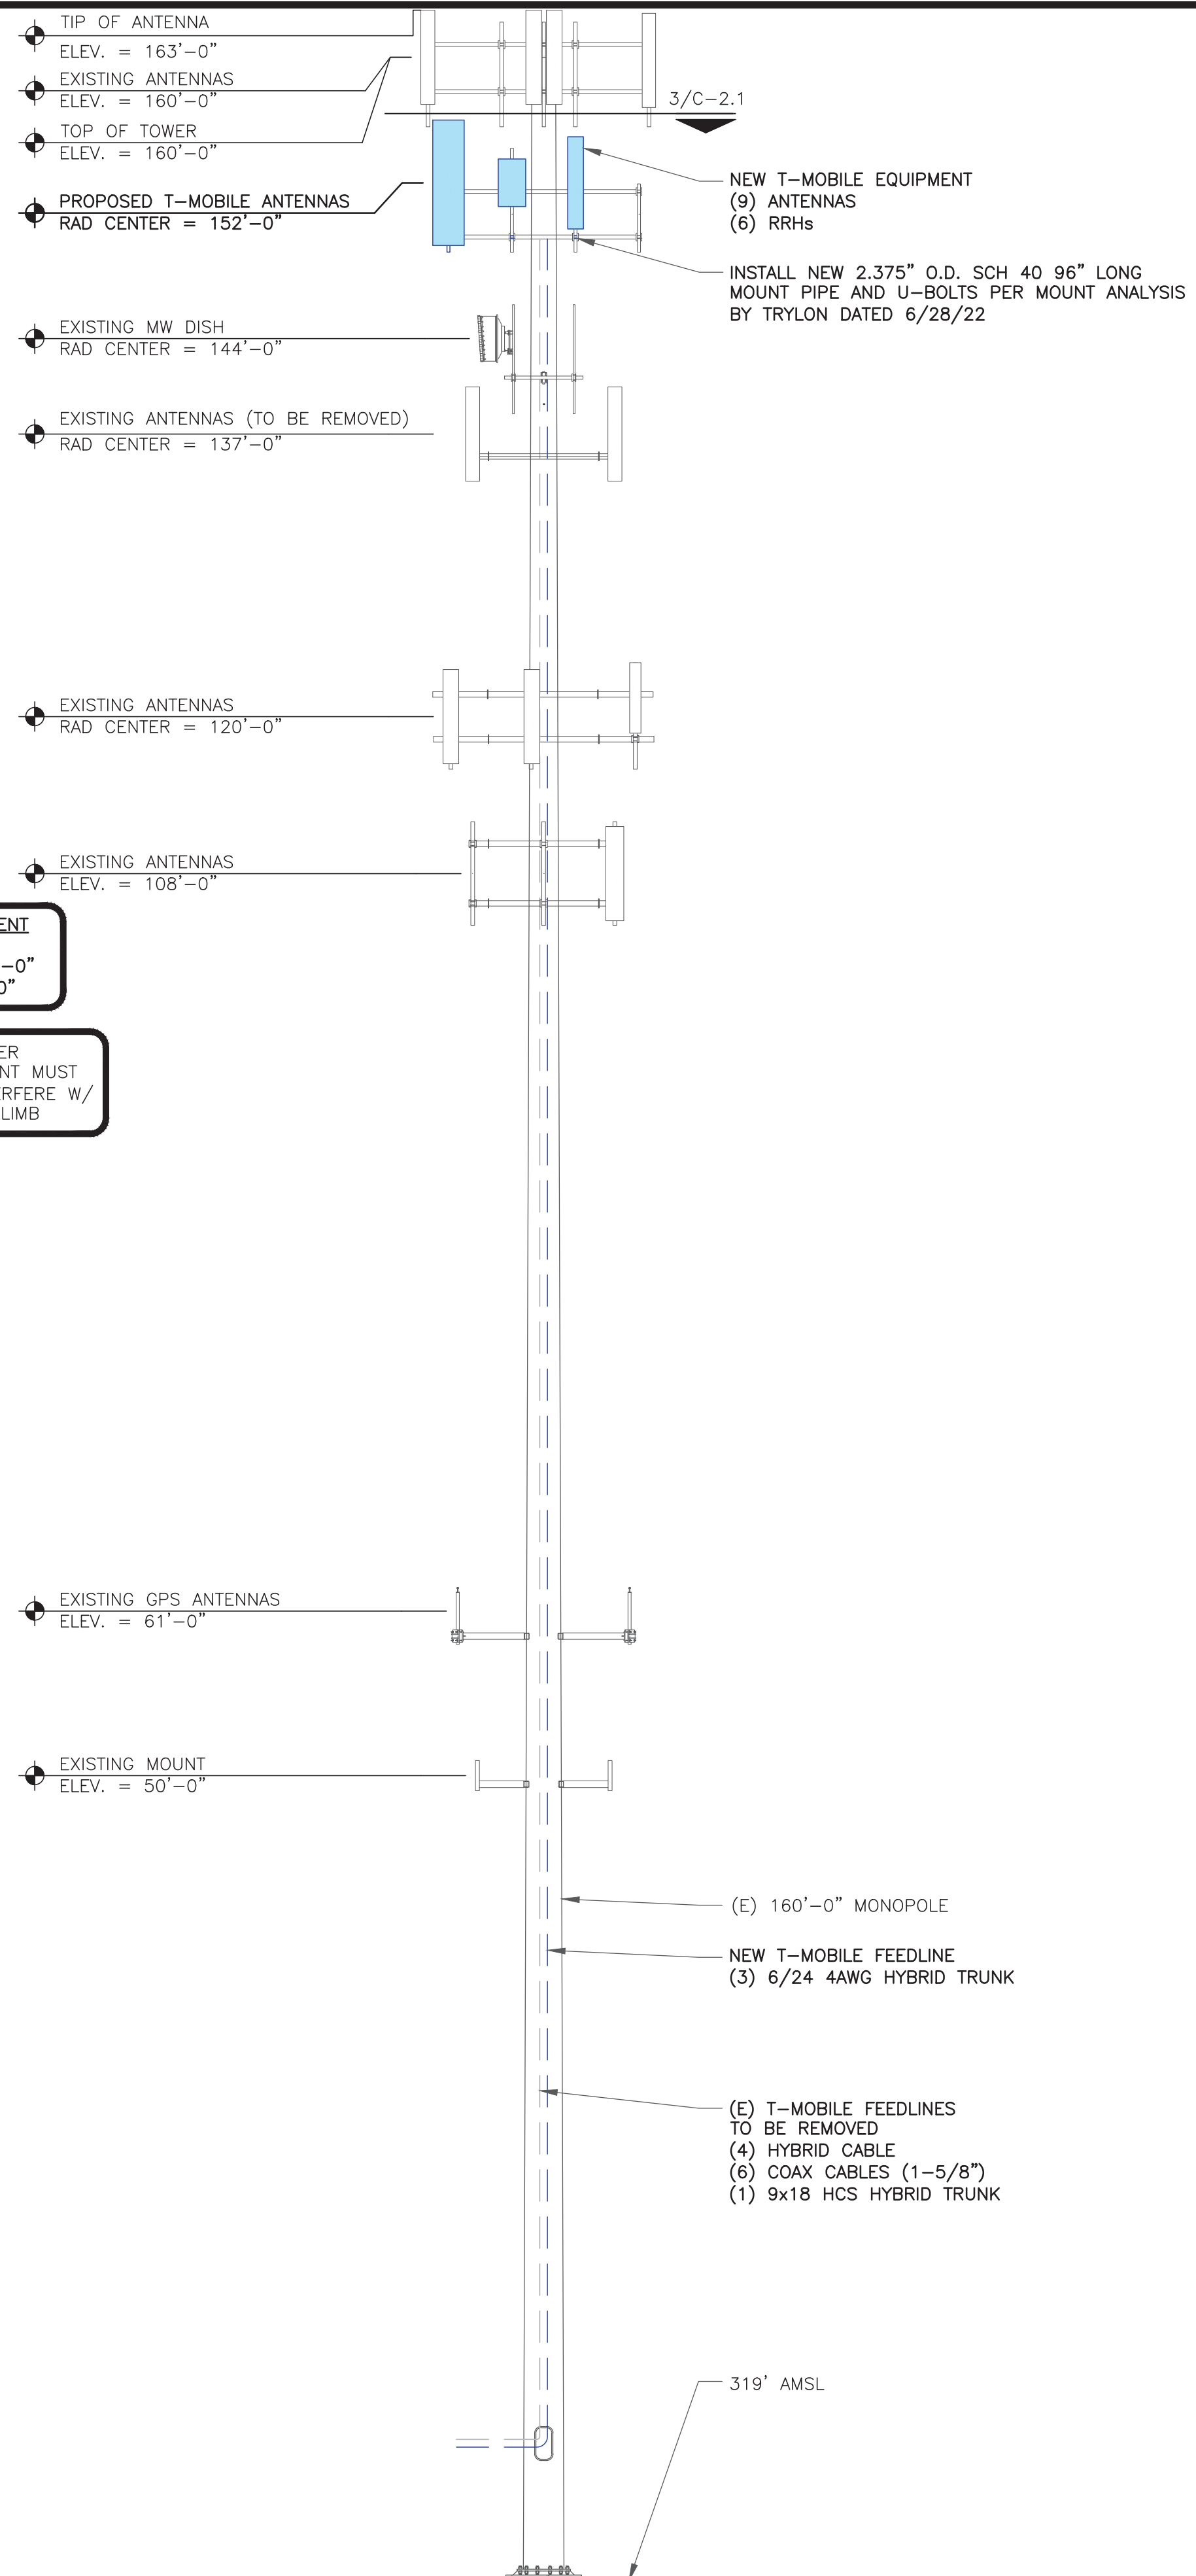 TIP OF ANTENNA
ELEV. = 163'-0"
EXISTING ANTENNAS
ELEV. = 160'-0"
TOP OF TOWER
ELEV. = 160'-0"
3/C-2.1
PROPOSED T-MOBILE ANTENNAS
RAD CENTER = 152'-0"
NEW T-MOBILE EQUIPMENT
(9) ANTENNAS
(6) RRHs
INSTALL NEW 2.375" O.D. SCH 40 96" LONG
MOUNT PIPE AND U-BOLTS PER MOUNT ANALYSIS
BY TRYLON DATED 6/28/22
EXISTING MW DISH
RAD CENTER = 144'-0"
EXISTING ANTENNAS (TO BE REMOVED)
RAD CENTER = 137'-0"
EXISTING ANTENNAS
RAD CENTER = 120'-0"
EXISTING ANTENNAS
ELEV. = 108'-0"
ENT
-0"
0"
ER
NT MUST
ERFERE W/
LIMB
EXISTING GPS ANTENNAS
ELEV. = 61'-0"
EXISTING MOUNT
ELEV. = 50'-0"
(E) 160'-0" MONOPOLE
NEW T-MOBILE FEEDLINE
(3) 6/24 4AWG HYBRID TRUNK
(E) T-MOBILE FEEDLINES
TO BE REMOVED
(4) HYBRID CABLE
(6) COAX CABLES (1-5/8")
(1) 9x18 HCS HYBRID TRUNK
319' AMSL